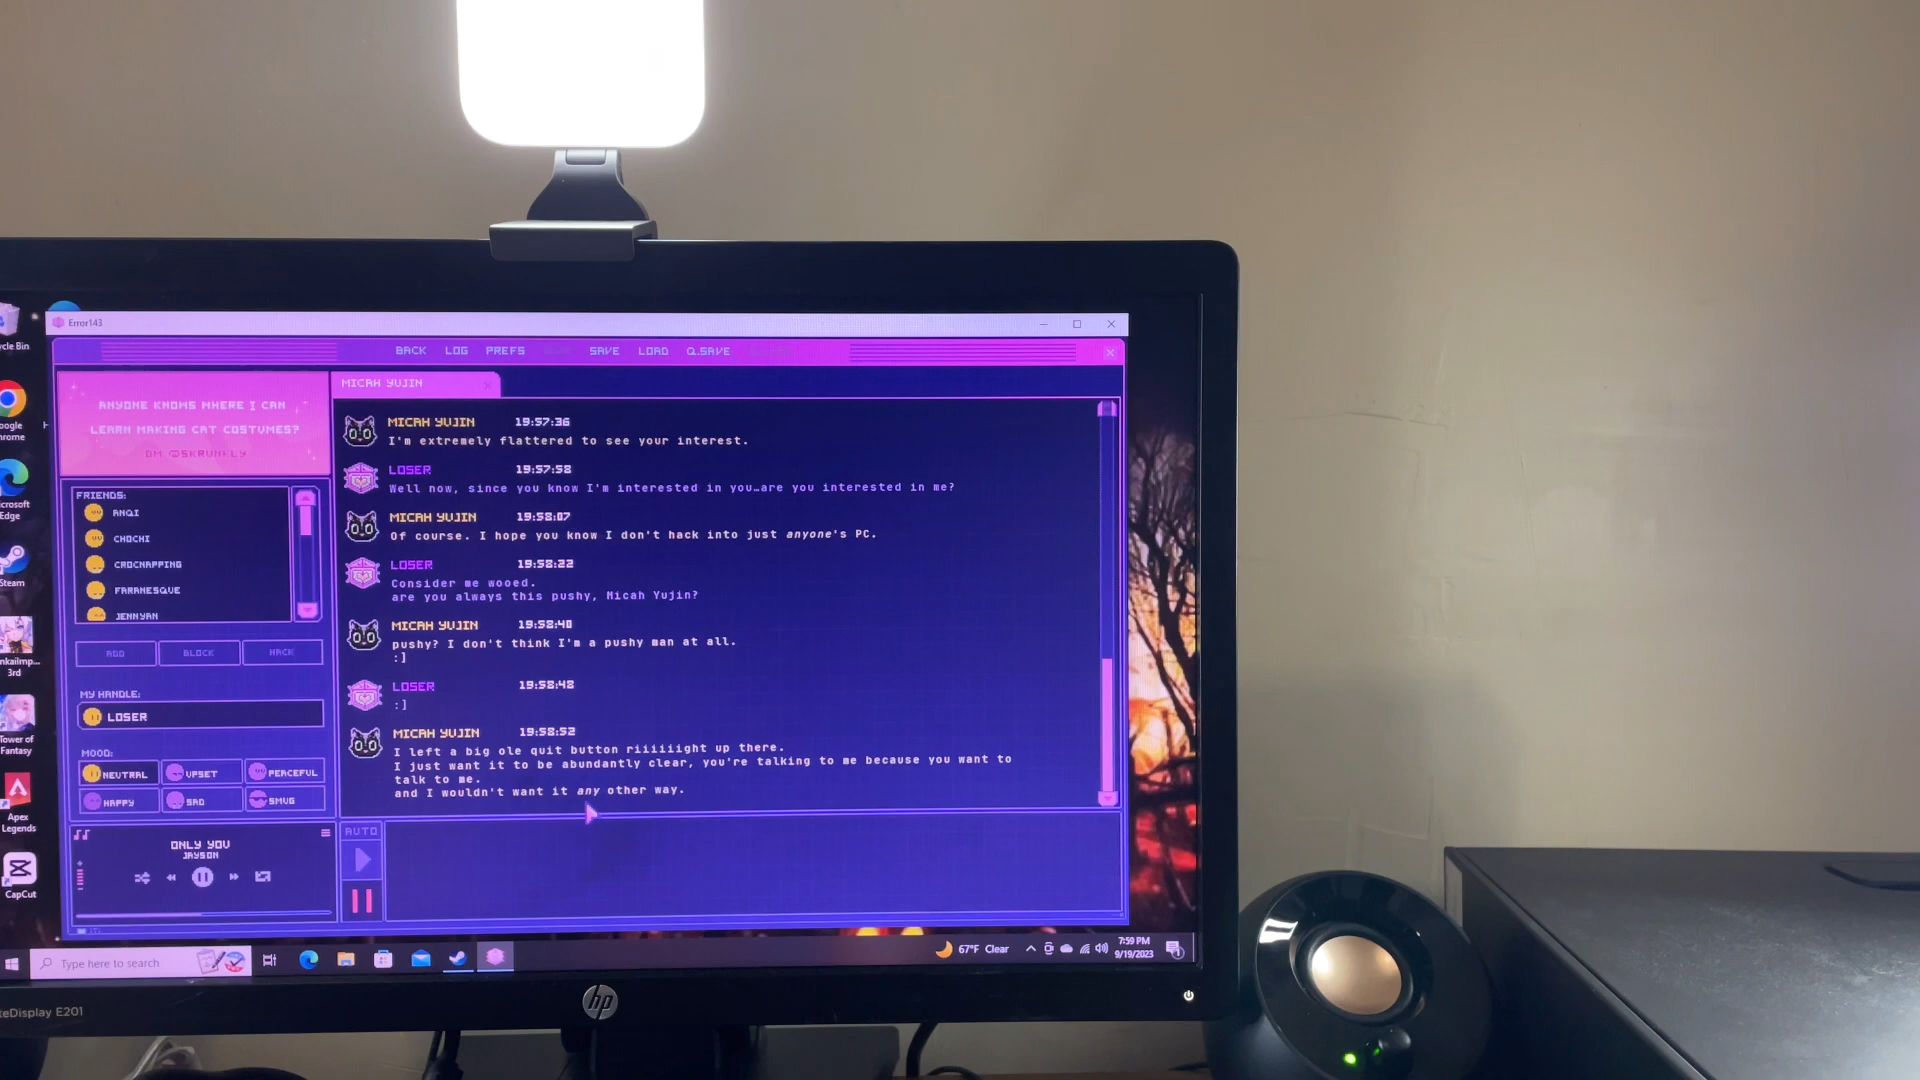 cycle Bin
Google
Chrome
Microsoft
Edge
Steam
3rd
Tower of
Fantasy
Apex
Legends
CapCut
Error143
BACK LOG PREFS SAVE LOAD Q.SAVE
ANYONE KNOWS WHERE I CAN
LEARN MAKING CAT COSTUMES?
DM @SKRUNKLY
FRIENDS:
ANQI
CHOCHI
CROCNAPPING
FARANESQUE
JENNYAN
ADD BLOCK HACK
MY HANDLE:
LOSER
MOOD:
NEUTRAL UPSET PEACEFUL
HAPPY SAD SMUG
ONLY YOU
JAYSON
MICAH YUJIN
MICAH YUJIN 19:57:36
I'm extremely flattered to see your interest.
LOSER 19:57:58
Well now, since you know I'm interested in you…are you interested in me?
MICAH YUJIN 19:58:07
Of course. I hope you know I don't hack into just anyone's PC.
LOSER 19:58:22
Consider me wooed.
are you always this pushy, Micah Yujin?
MICAH YUJIN 19:58:40
pushy? I don't think I'm a pushy man at all.
:]
LOSER 19:58:48
:]
MICAH YUJIN 19:58:52
I left a big ole quit button riiiiiight up there.
I just want it to be abundantly clear, you're talking to me because you want to
talk to me.
and I wouldn't want it any other way.
AUTO
Type here to search
67°F Clear
7:59 PM
9/19/2023
1
teDisplay E201
hp